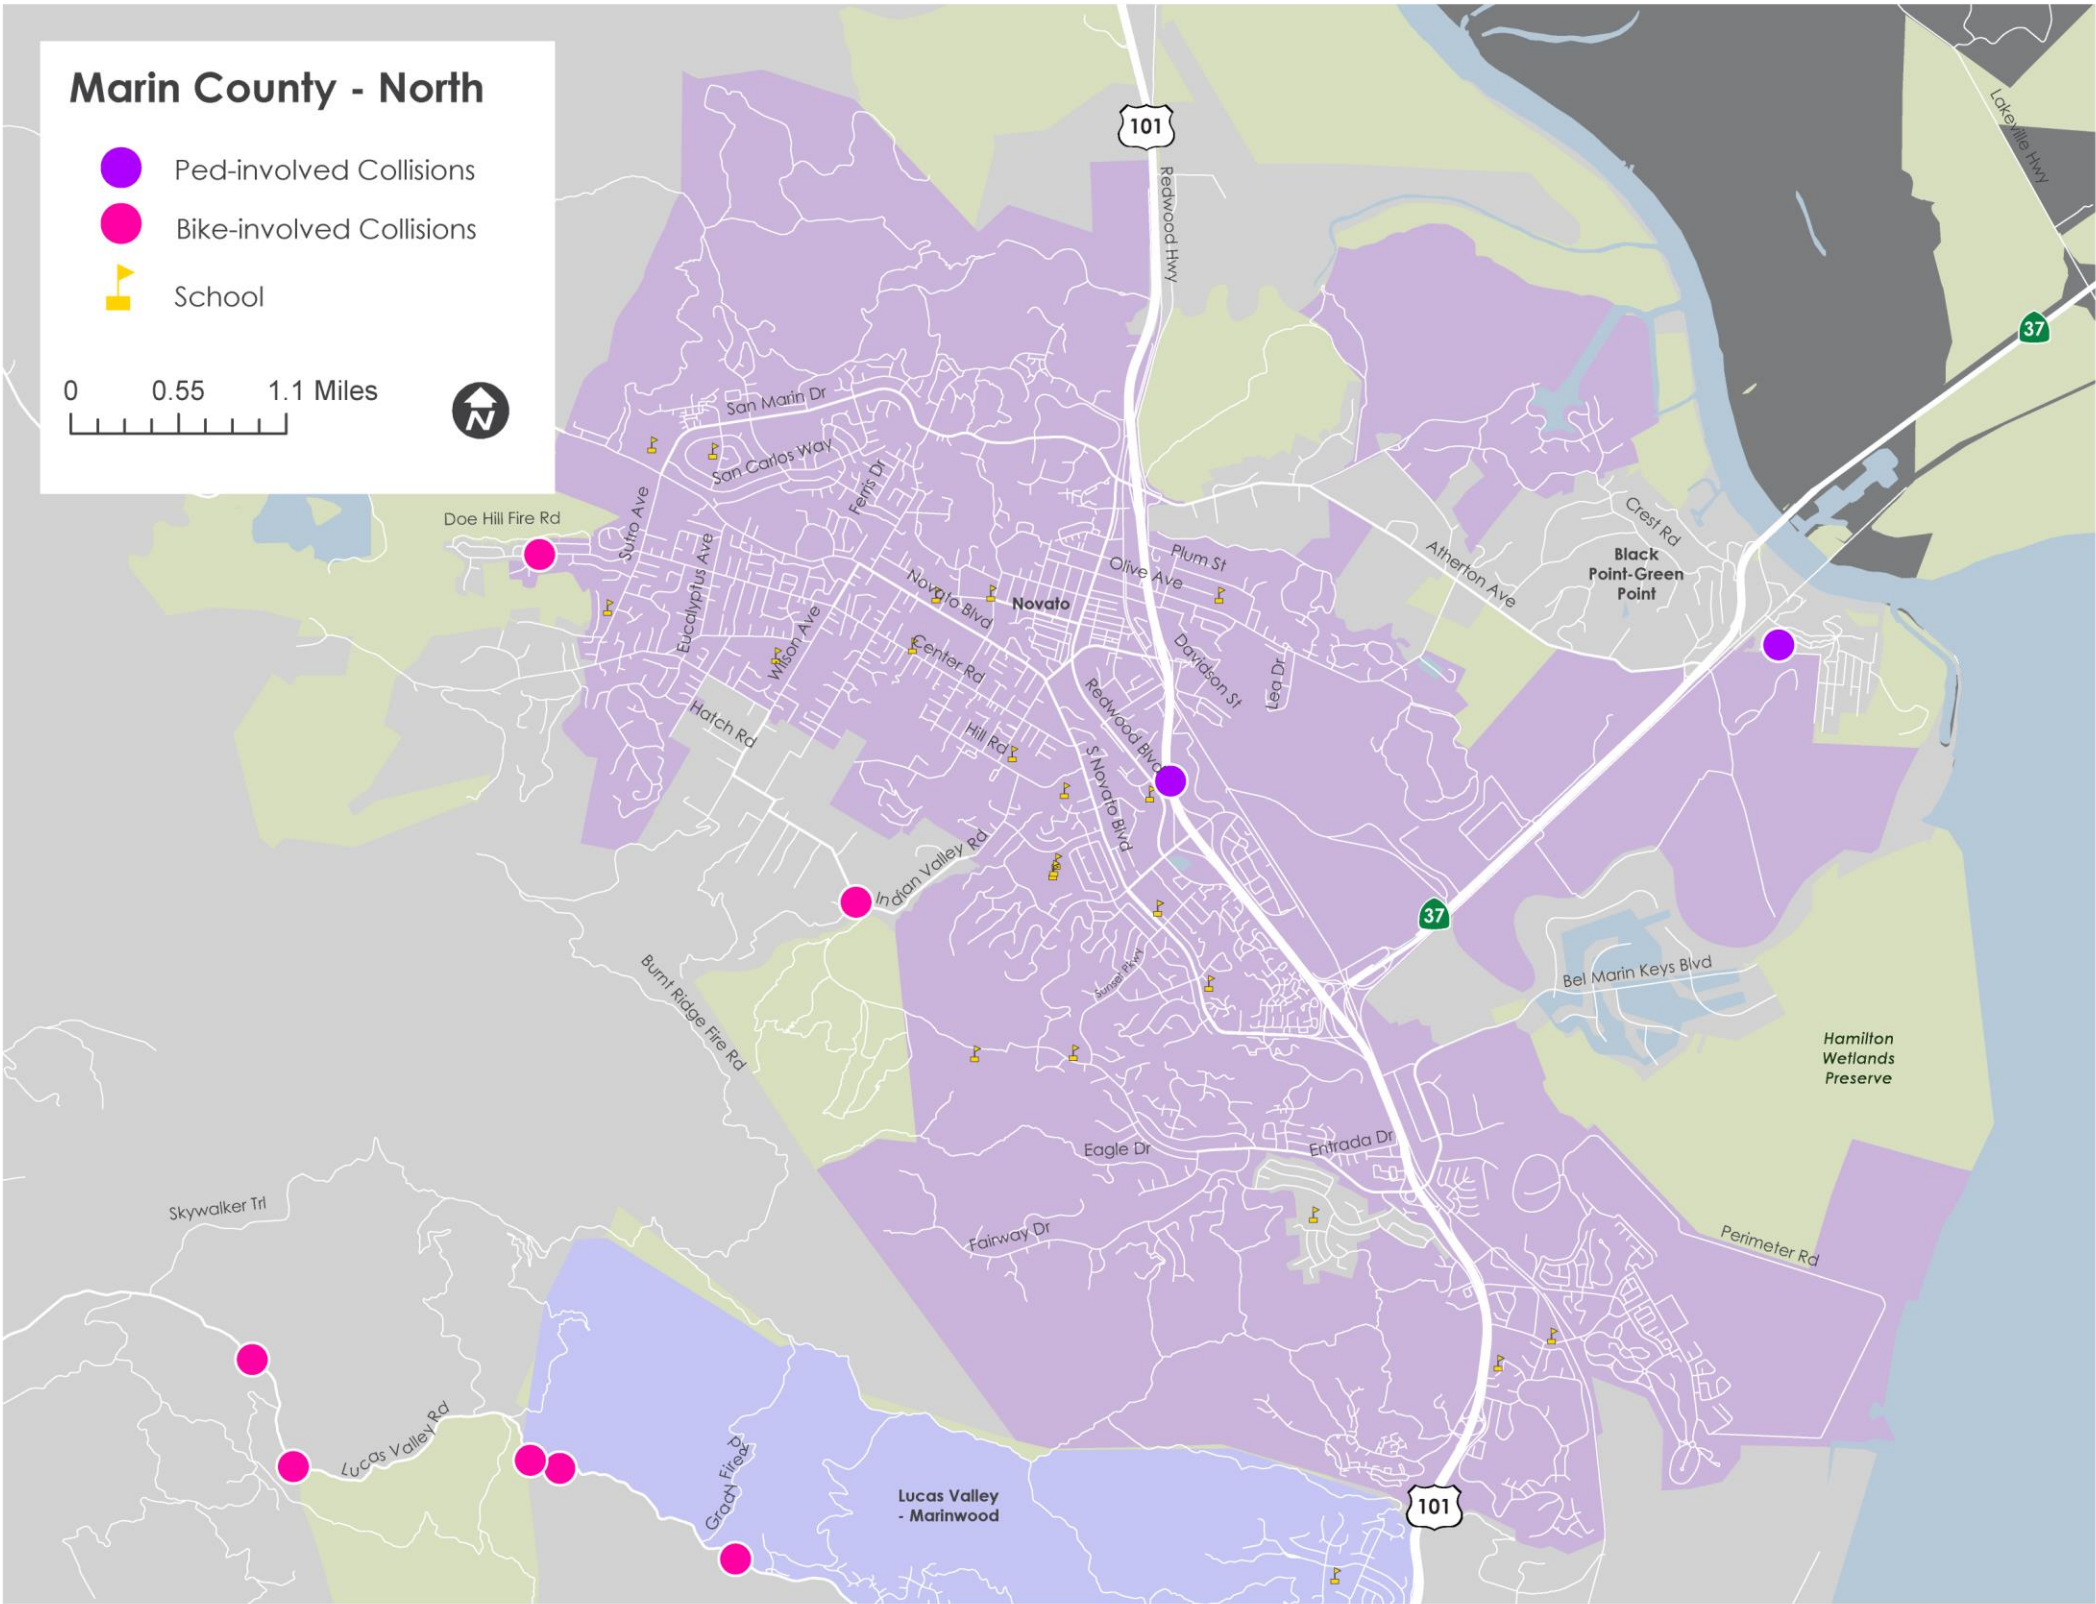 Marin County - North
Ped-involved Collisions
Bike-involved Collisions
School
0 0.55 1.1 Miles
N
101
Redwood Hwy
Lakeville Hwy
37
San Marin Dr
San Carlos Way
Ferris Dr
Sutro Ave
Doe Hill Fire Rd
Eucalyptus Ave
Wilson Ave
Novato Blvd
Novato
Olive Ave
Plum St
Atherton Ave
Crest Rd
Black
Point-Green
Point
Center Rd
Davidson St
Lea Dr
Redwood Blvd
Hatch Rd
Hill Rd
S Novato Blvd
Indian Valley Rd
37
Burnt Ridge Fire Rd
Sunset Pkwy
Bel Marin Keys Blvd
Hamilton
Wetlands
Preserve
Eagle Dr
Entrada Dr
Skywalker Trl
Fairway Dr
Perimeter Rd
Lucas Valley Rd
Grady Fire Rd
Lucas Valley
- Marinwood
101